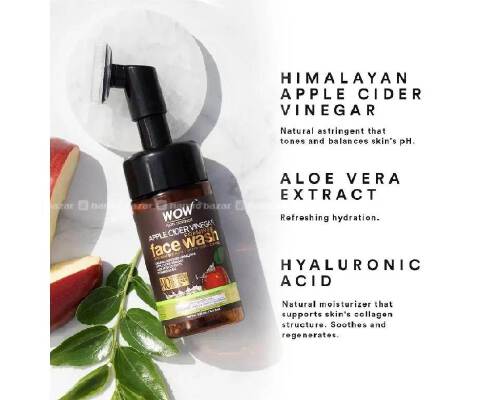 HIMALAYAN
APPLE CIDER
VINEGAR
Natural astringent that
tones and balances skin's pH.
ALOE VERA
EXTRACT
Refreshing hydration.
HYALURONIC
ACID
Natural moisturizer that
supports skin's collagen
structure. Soothes and
regenerates.
WOW
APPLE CIDER VINEGAR
face wash